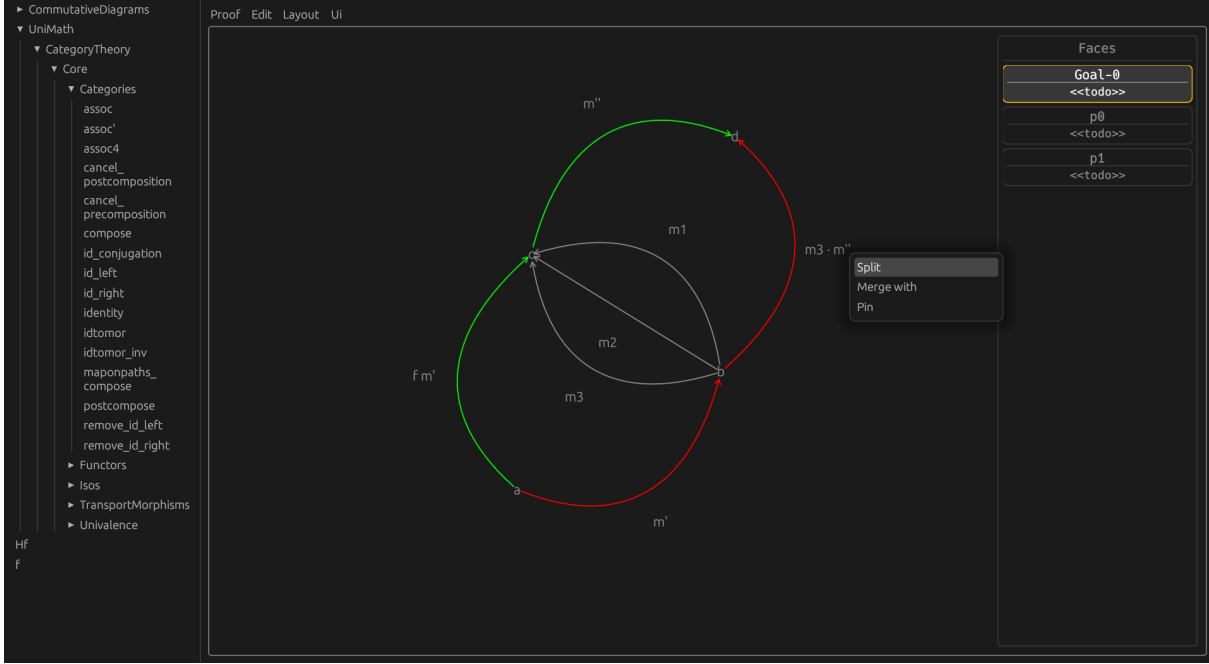 CommutativeDiagrams
UniMath
CategoryTheory
Core
Categories
assoc
assoc'
assoc4
cancel_
postcomposition
cancel_
precomposition
compose
id_conjugation
id_left
id_right
identity
idtomor
idtomor_inv
maponpaths_
compose
postcompose
remove_id_left
remove_id_right
Functors
Isos
TransportMorphisms
Univalence
Hf
f
Proof Edit Layout Ui
m''
d
m1
c
m3 · m''
m2
b
f m'
m3
a
m'
Split
Merge with
Pin
Faces
Goal-0
<<todo>>
p0
<<todo>>
p1
<<todo>>